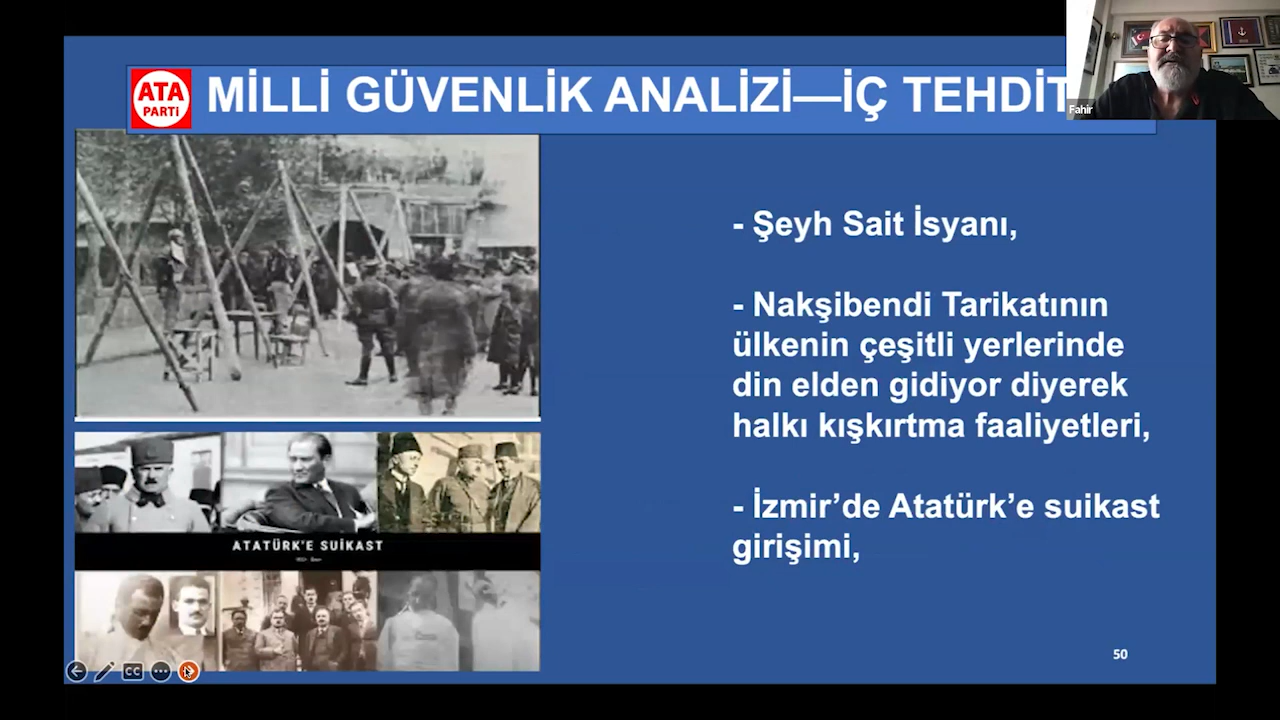 ATA
PARTİ
MİLLİ GÜVENLİK ANALİZİ—İÇ TEHDİT
Fahir
- Şeyh Sait İsyanı,
- Nakşibendi Tarikatının
ülkenin çeşitli yerlerinde
din elden gidiyor diyerek
halkı kışkırtma faaliyetleri,
- İzmir’de Atatürk’e suikast
girişimi,
ATATÜRK'E SUİKAST
50
CC